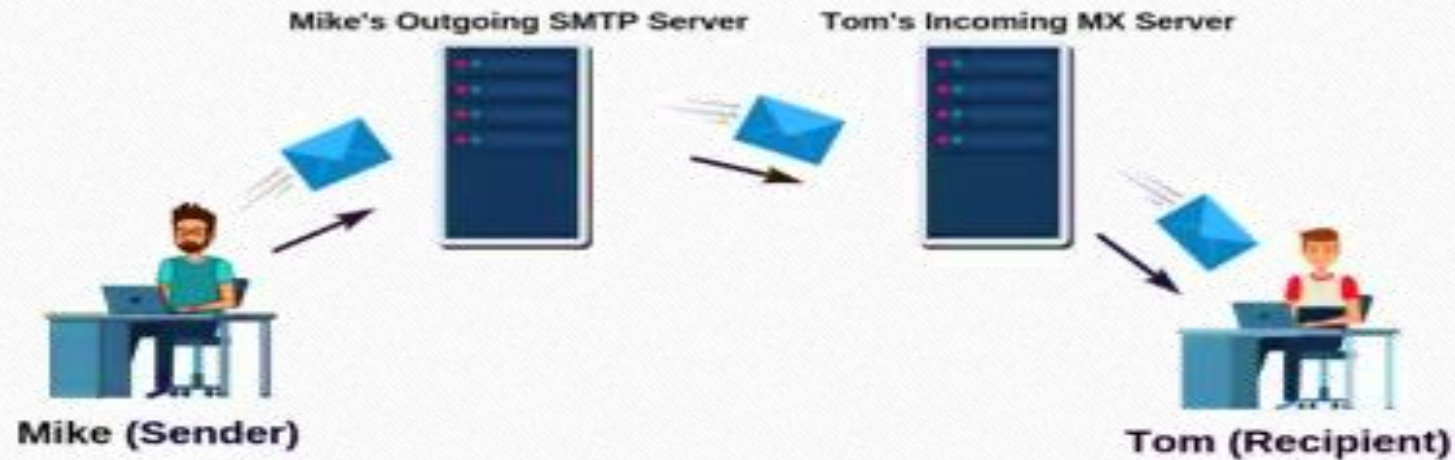 Mike's Outgoing SMTP Server
Tom's Incoming MX Server
Mike (Sender)
Tom (Recipient)